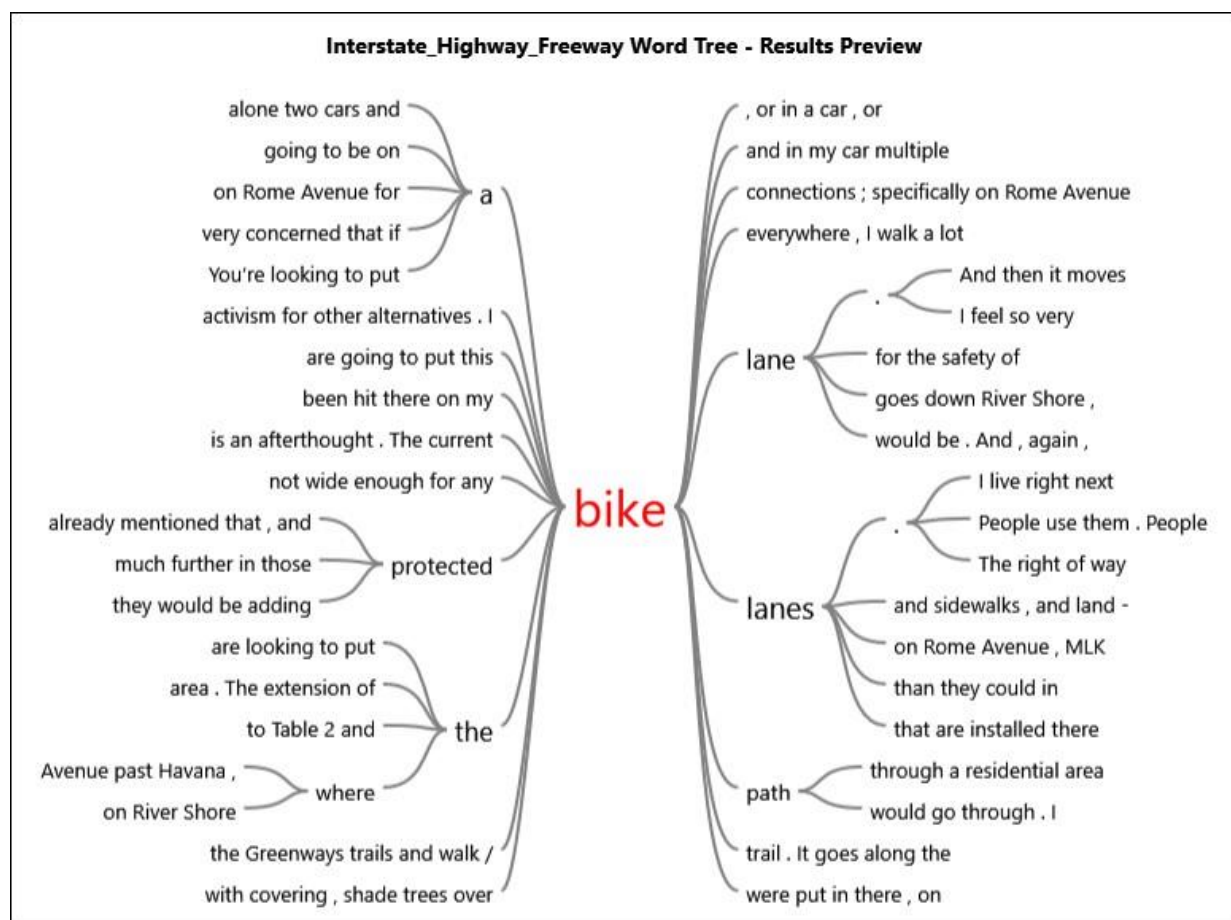 Interstate_Highway_Freeway Word Tree - Results Preview
alone two cars and
going to be on
on Rome Avenue for
very concerned that if
You're looking to put
a
activism for other alternatives . I
are going to put this
been hit there on my
is an afterthought . The current
not wide enough for any
already mentioned that , and
much further in those
they would be adding
protected
are looking to put
area . The extension of
to Table 2 and
the
Avenue past Havana ,
on River Shore
where
the Greenways trails and walk /
with covering , shade trees over
bike
, or in a car , or
and in my car multiple
connections ; specifically on Rome Avenue
everywhere , I walk a lot
lane
.
And then it moves
I feel so very
for the safety of
goes down River Shore ,
would be . And , again ,
lanes
.
I live right next
People use them . People
The right of way
and sidewalks , and land -
on Rome Avenue , MLK
than they could in
that are installed there
path
through a residential area
would go through . I
trail . It goes along the
were put in there , on